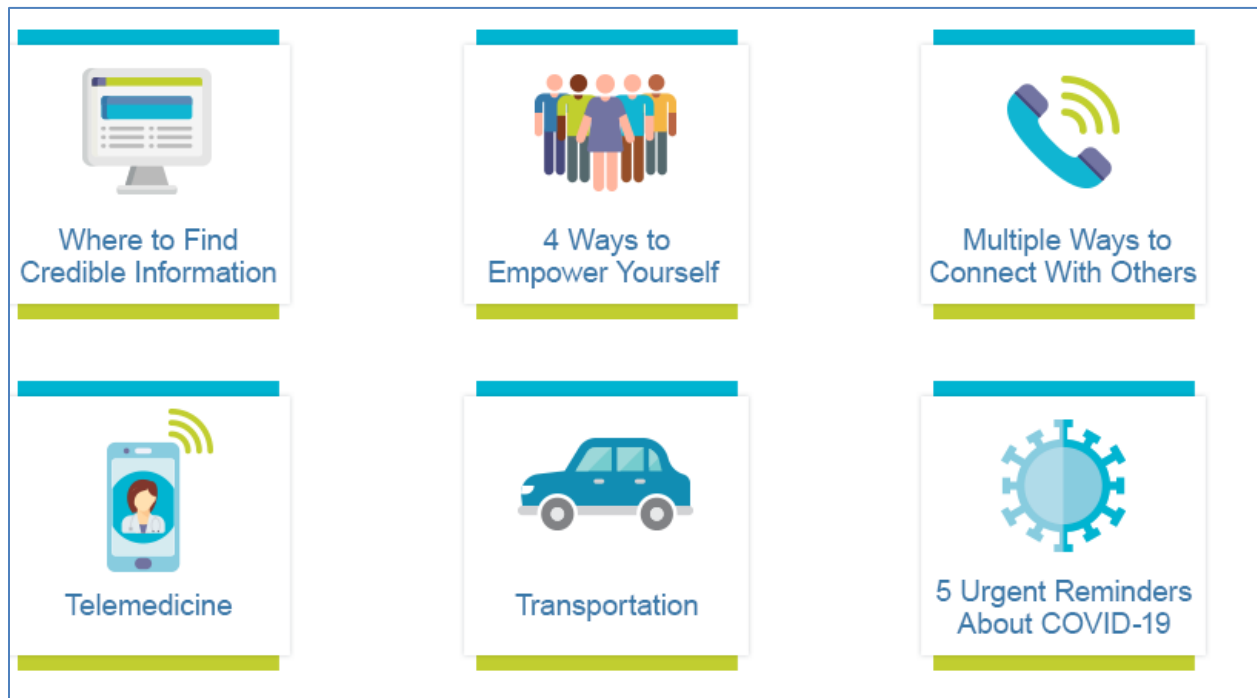 Where to Find
Credible Information
4 Ways to
Empower Yourself
Multiple Ways to
Connect With Others
Telemedicine
Transportation
5 Urgent Reminders
About COVID-19